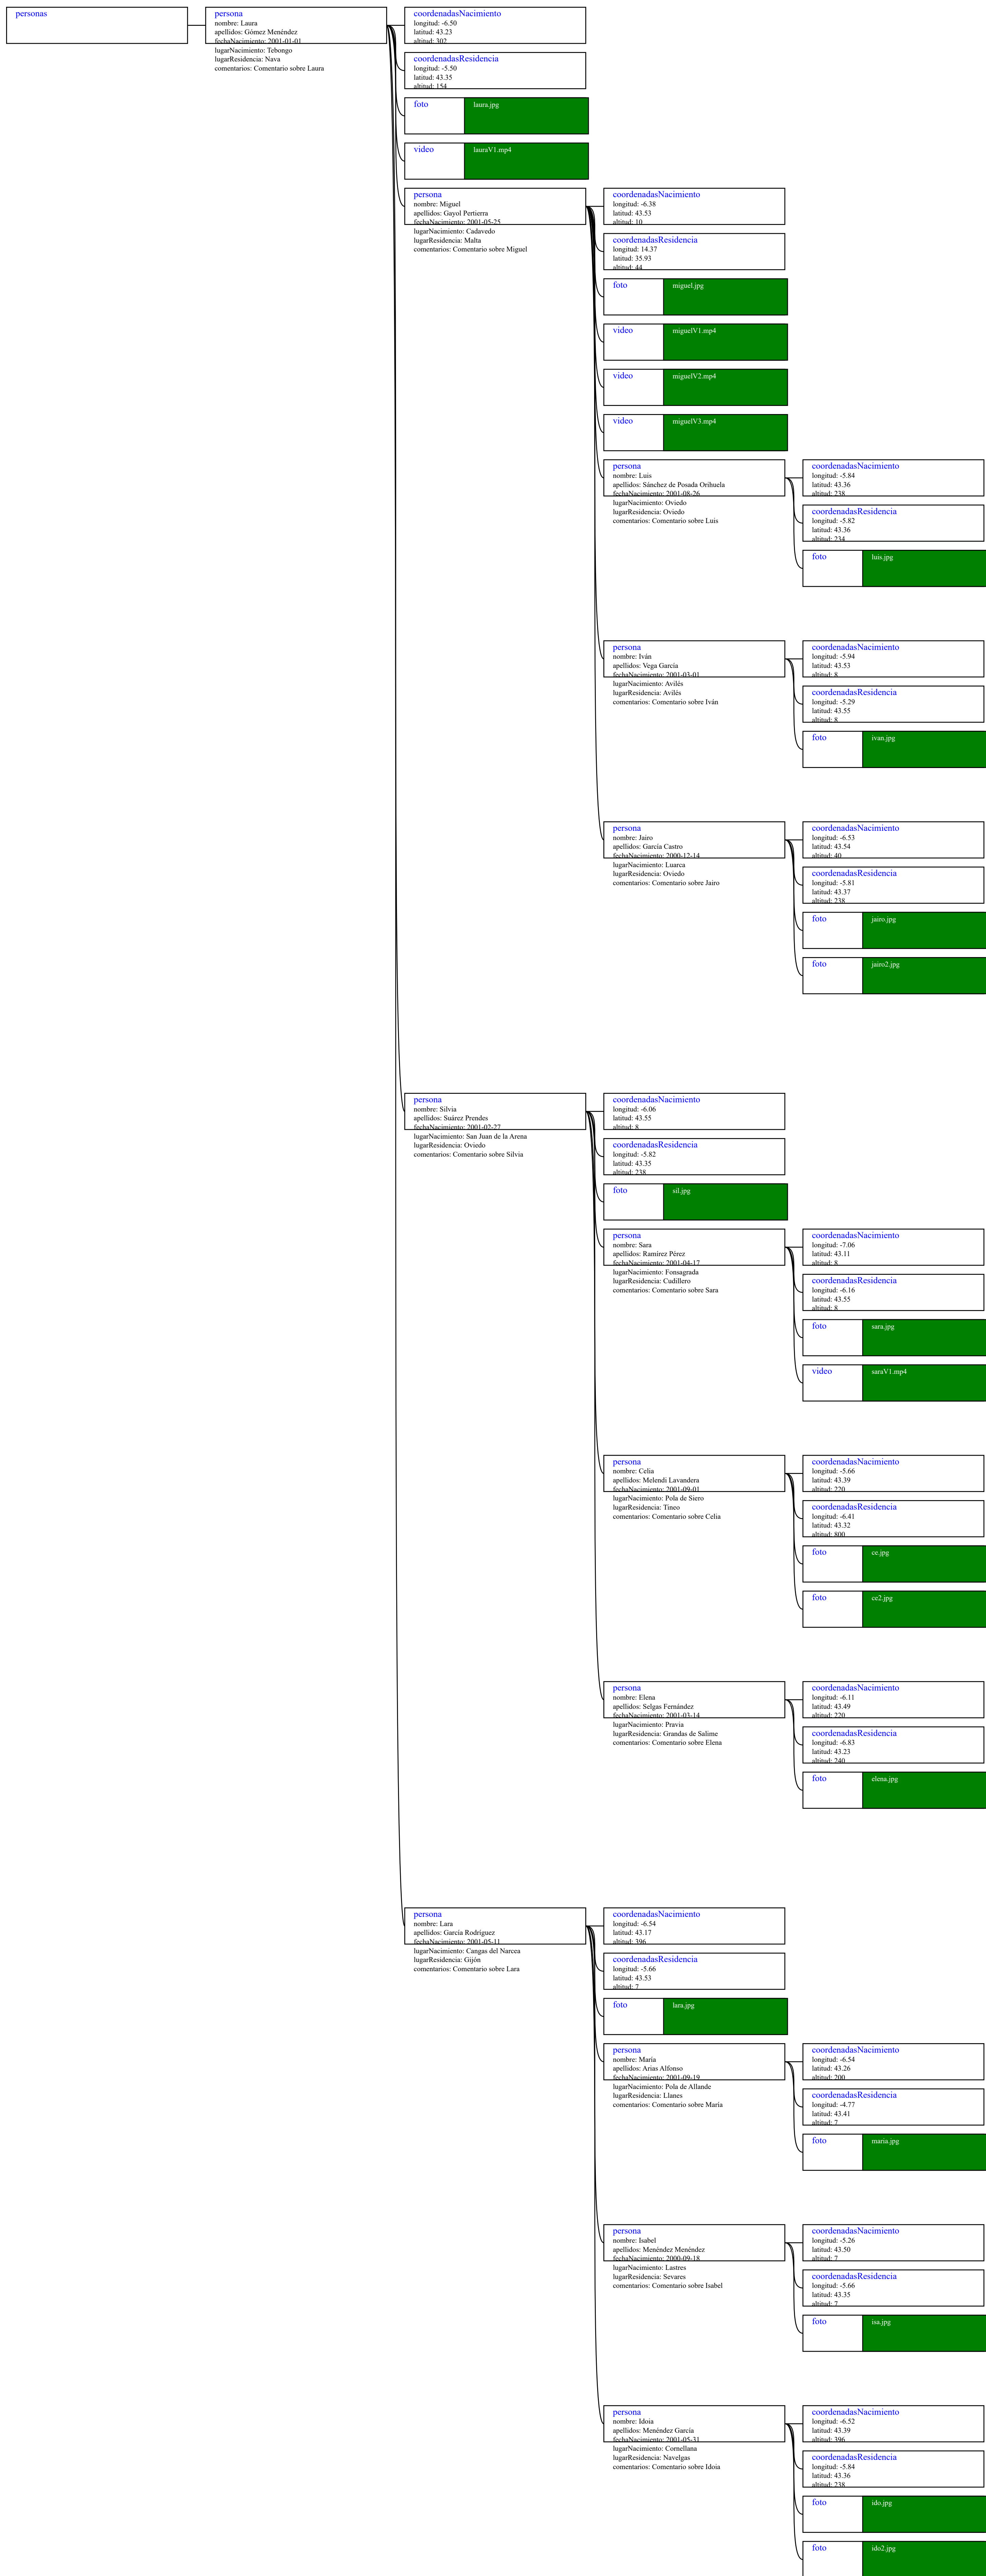 personas
persona
nombre: Laura
apellidos: Gómez Menéndez
fechaNacimiento: 2001-01-01
lugarNacimiento: Tebongo
lugarResidencia: Nava
comentarios: Comentario sobre Laura
coordenadasNacimiento
longitud: -6.50
latitud: 43.23
altitud: 302
coordenadasResidencia
longitud: -5.50
latitud: 43.35
altitud: 154
foto
laura.jpg
video
lauraV1.mp4
persona
nombre: Miguel
apellidos: Gayol Pertierra
fechaNacimiento: 2001-05-25
lugarNacimiento: Cadavedo
lugarResidencia: Malta
comentarios: Comentario sobre Miguel
coordenadasNacimiento
longitud: -6.38
latitud: 43.53
altitud: 10
coordenadasResidencia
longitud: 14.37
latitud: 35.93
altitud: 44
foto
miguel.jpg
video
miguelV1.mp4
video
miguelV2.mp4
video
miguelV3.mp4
persona
nombre: Luis
apellidos: Sánchez de Posada Orihuela
fechaNacimiento: 2001-08-26
lugarNacimiento: Oviedo
lugarResidencia: Oviedo
comentarios: Comentario sobre Luis
coordenadasNacimiento
longitud: -5.84
latitud: 43.36
altitud: 238
coordenadasResidencia
longitud: -5.82
latitud: 43.36
altitud: 234
foto
luis.jpg
persona
nombre: Iván
apellidos: Vega García
fechaNacimiento: 2001-03-01
lugarNacimiento: Avilés
lugarResidencia: Avilés
comentarios: Comentario sobre Iván
coordenadasNacimiento
longitud: -5.94
latitud: 43.53
altitud: 8
coordenadasResidencia
longitud: -5.29
latitud: 43.55
altitud: 8
foto
ivan.jpg
persona
nombre: Jairo
apellidos: García Castro
fechaNacimiento: 2000-12-14
lugarNacimiento: Luarca
lugarResidencia: Oviedo
comentarios: Comentario sobre Jairo
coordenadasNacimiento
longitud: -6.53
latitud: 43.54
altitud: 40
coordenadasResidencia
longitud: -5.81
latitud: 43.37
altitud: 238
foto
jairo.jpg
foto
jairo2.jpg
persona
nombre: Silvia
apellidos: Suárez Prendes
fechaNacimiento: 2001-02-27
lugarNacimiento: San Juan de la Arena
lugarResidencia: Oviedo
comentarios: Comentario sobre Silvia
coordenadasNacimiento
longitud: -6.06
latitud: 43.55
altitud: 8
coordenadasResidencia
longitud: -5.82
latitud: 43.35
altitud: 238
foto
sil.jpg
persona
nombre: Sara
apellidos: Ramírez Pérez
fechaNacimiento: 2001-04-17
lugarNacimiento: Fonsagrada
lugarResidencia: Cudillero
comentarios: Comentario sobre Sara
coordenadasNacimiento
longitud: -7.06
latitud: 43.11
altitud: 8
coordenadasResidencia
longitud: -6.16
latitud: 43.55
altitud: 8
foto
sara.jpg
video
saraV1.mp4
persona
nombre: Celia
apellidos: Melendi Lavandera
fechaNacimiento: 2001-09-01
lugarNacimiento: Pola de Siero
lugarResidencia: Tineo
comentarios: Comentario sobre Celia
coordenadasNacimiento
longitud: -5.66
latitud: 43.39
altitud: 220
coordenadasResidencia
longitud: -6.41
latitud: 43.32
altitud: 800
foto
ce.jpg
foto
ce2.jpg
persona
nombre: Elena
apellidos: Selgas Fernández
fechaNacimiento: 2001-03-14
lugarNacimiento: Pravia
lugarResidencia: Grandas de Salime
comentarios: Comentario sobre Elena
coordenadasNacimiento
longitud: -6.11
latitud: 43.49
altitud: 220
coordenadasResidencia
longitud: -6.83
latitud: 43.23
altitud: 240
foto
elena.jpg
persona
nombre: Lara
apellidos: García Rodríguez
fechaNacimiento: 2001-05-11
lugarNacimiento: Cangas del Narcea
lugarResidencia: Gijón
comentarios: Comentario sobre Lara
coordenadasNacimiento
longitud: -6.54
latitud: 43.17
altitud: 396
coordenadasResidencia
longitud: -5.66
latitud: 43.53
altitud: 7
foto
lara.jpg
persona
nombre: María
apellidos: Arias Alfonso
fechaNacimiento: 2001-09-19
lugarNacimiento: Pola de Allande
lugarResidencia: Llanes
comentarios: Comentario sobre María
coordenadasNacimiento
longitud: -6.54
latitud: 43.26
altitud: 200
coordenadasResidencia
longitud: -4.77
latitud: 43.41
altitud: 7
foto
maria.jpg
persona
nombre: Isabel
apellidos: Menéndez Menéndez
fechaNacimiento: 2000-09-18
lugarNacimiento: Lastres
lugarResidencia: Sevares
comentarios: Comentario sobre Isabel
coordenadasNacimiento
longitud: -5.26
latitud: 43.50
altitud: 7
coordenadasResidencia
longitud: -5.66
latitud: 43.35
altitud: 7
foto
isa.jpg
persona
nombre: Idoia
apellidos: Menéndez García
fechaNacimiento: 2001-05-31
lugarNacimiento: Cornellana
lugarResidencia: Navelgas
comentarios: Comentario sobre Idoia
coordenadasNacimiento
longitud: -6.52
latitud: 43.39
altitud: 396
coordenadasResidencia
longitud: -5.84
latitud: 43.36
altitud: 238
foto
ido.jpg
foto
ido2.jpg